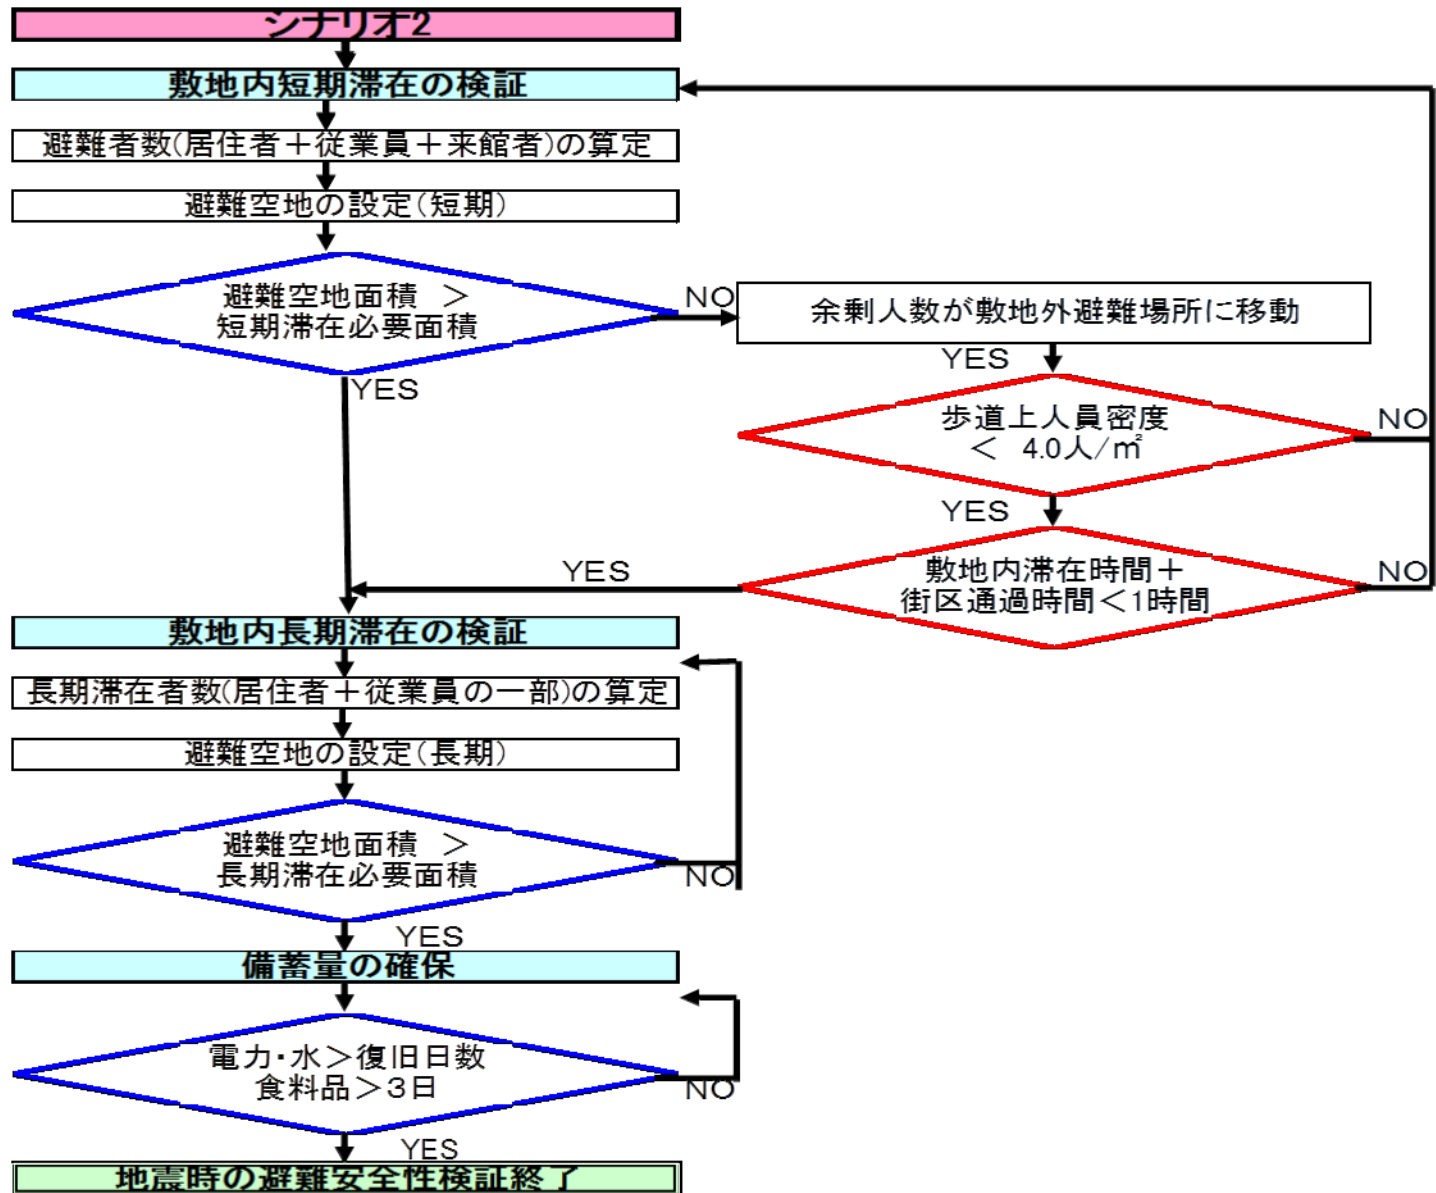 シナリオ2
敷地内短期滞在の検証
避難者数(居住者＋従業員＋来館者)の算定
避難空地の設定(短期)
避難空地面積 ＞
短期滞在必要面積
NO
余剰人数が敷地外避難場所に移動
YES
YES
歩道上人員密度
＜ 4.0人/㎡
NO
YES
敷地内滞在時間＋
街区通過時間＜1時間
NO
YES
敷地内長期滞在の検証
長期滞在者数(居住者＋従業員の一部)の算定
避難空地の設定(長期)
避難空地面積 ＞
長期滞在必要面積
NO
YES
備蓄量の確保
電力・水＞復旧日数
食料品＞3日
NO
YES
地震時の避難安全性検証終了